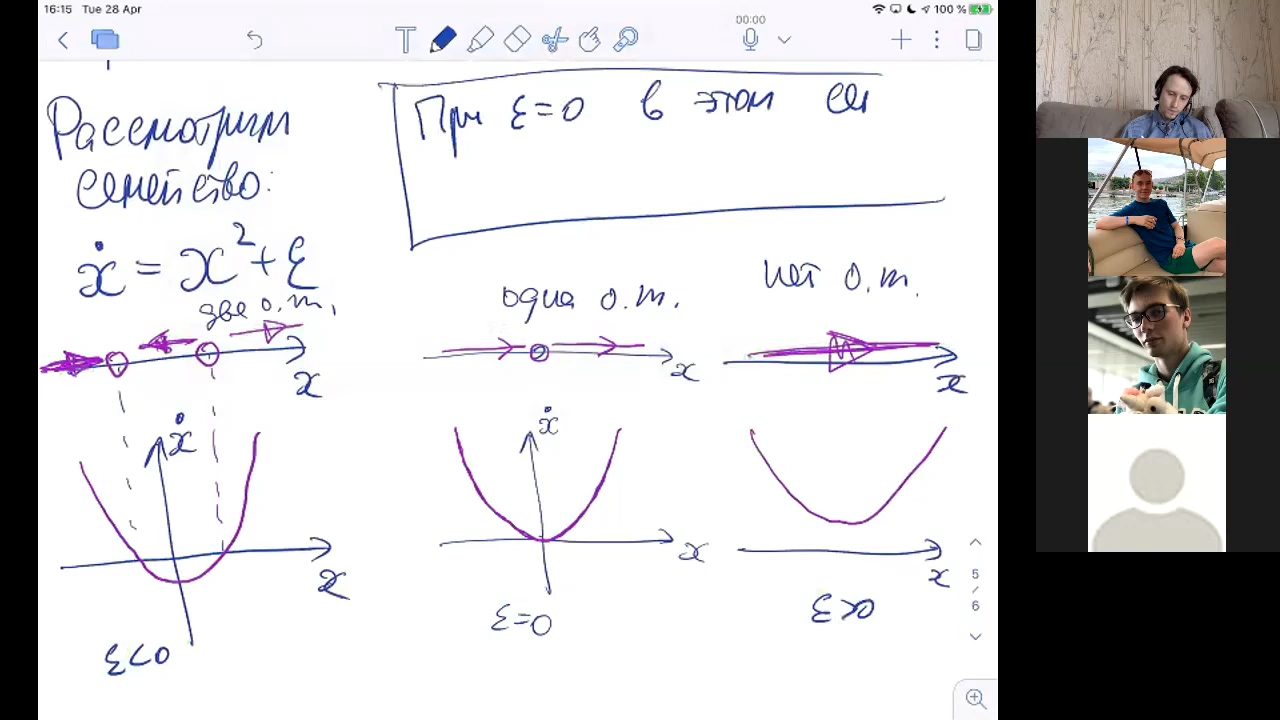 16:15 Tue 28 Apr
100 %
00:00
T
Рассмотрим
семейство:
ẋ = x² + ε
При ε=0 в этом се
две о.т.
одна о.т.
нет о.т.
x
x
x
ẋ
ẋ
x
x
x
ε<0
ε=0
ε>0
5
/
6